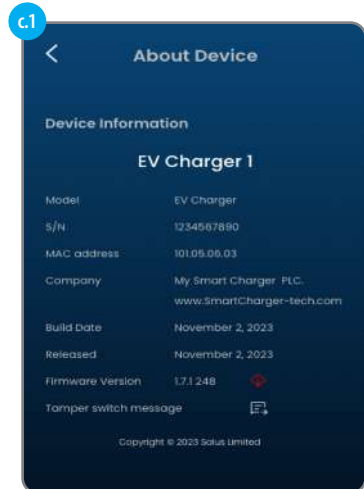 c.1
About Device
Device Information
EV Charger 1
Model EV Charger
S/N 1234567890
MAC address 101.05.06.03
Company My Smart Charger PLC.
www.SmartCharger-tech.com
Build Date November 2, 2023
Released November 2, 2023
Firmware Version 1.7.1 248
Tamper switch message
Copyright © 2023 Solus Limited